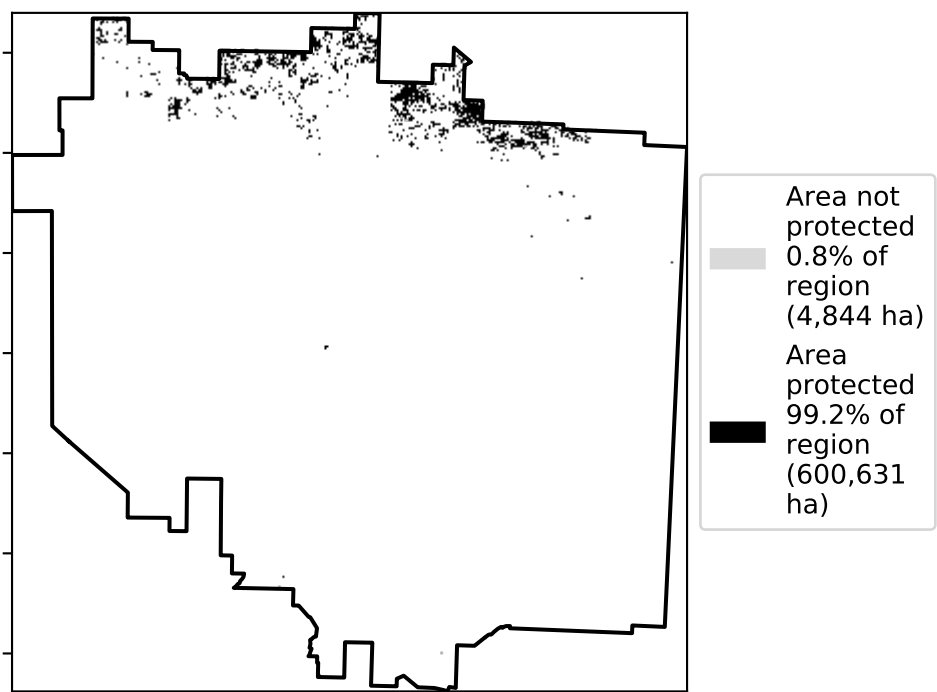 Area not
protected
0.8% of
region
(4,844 ha)
Area
protected
99.2% of
region
(600,631
ha)